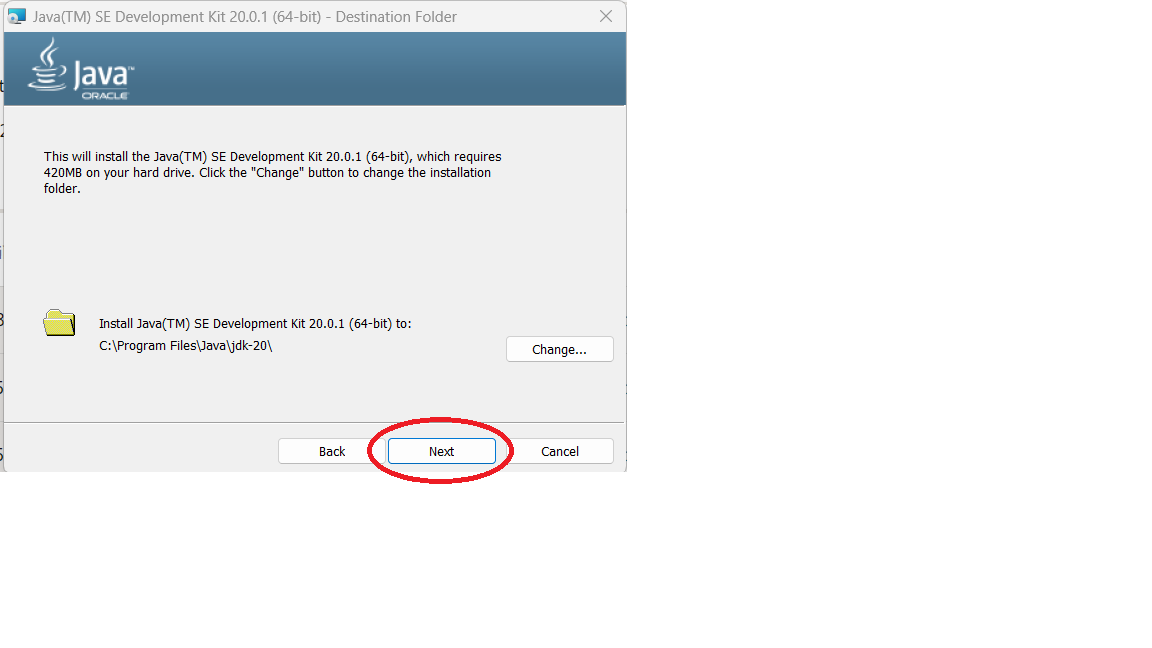 Java(TM) SE Development Kit 20.0.1 (64-bit) - Destination Folder
Java™
ORACLE
This will install the Java(TM) SE Development Kit 20.0.1 (64-bit), which requires
420MB on your hard drive. Click the "Change" button to change the installation
folder.
Install Java(TM) SE Development Kit 20.0.1 (64-bit) to:
C:\Program Files\Java\jdk-20\
Change...
Back
Next
Cancel